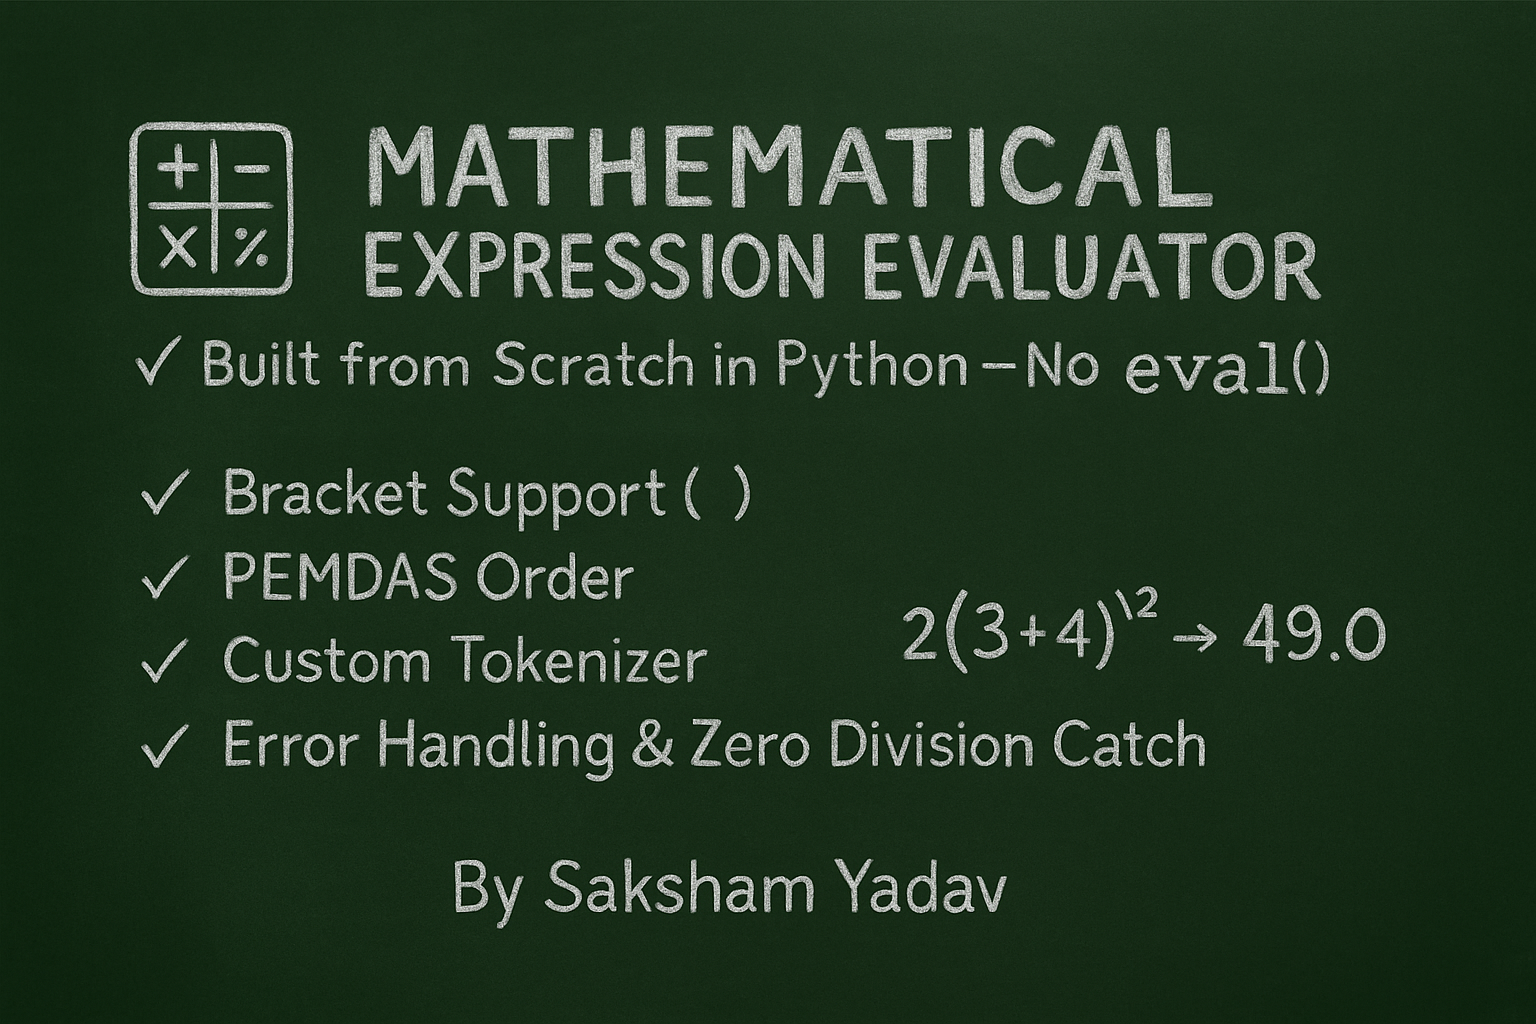 + -
× %
MATHEMATICAL
EXPRESSION EVALUATOR
✓ Built from Scratch in Python – No eval()
✓ Bracket Support ( )
✓ PEMDAS Order
✓ Custom Tokenizer
2(3+4)^\2 → 49.0
✓ Error Handling & Zero Division Catch
By Saksham Yadav